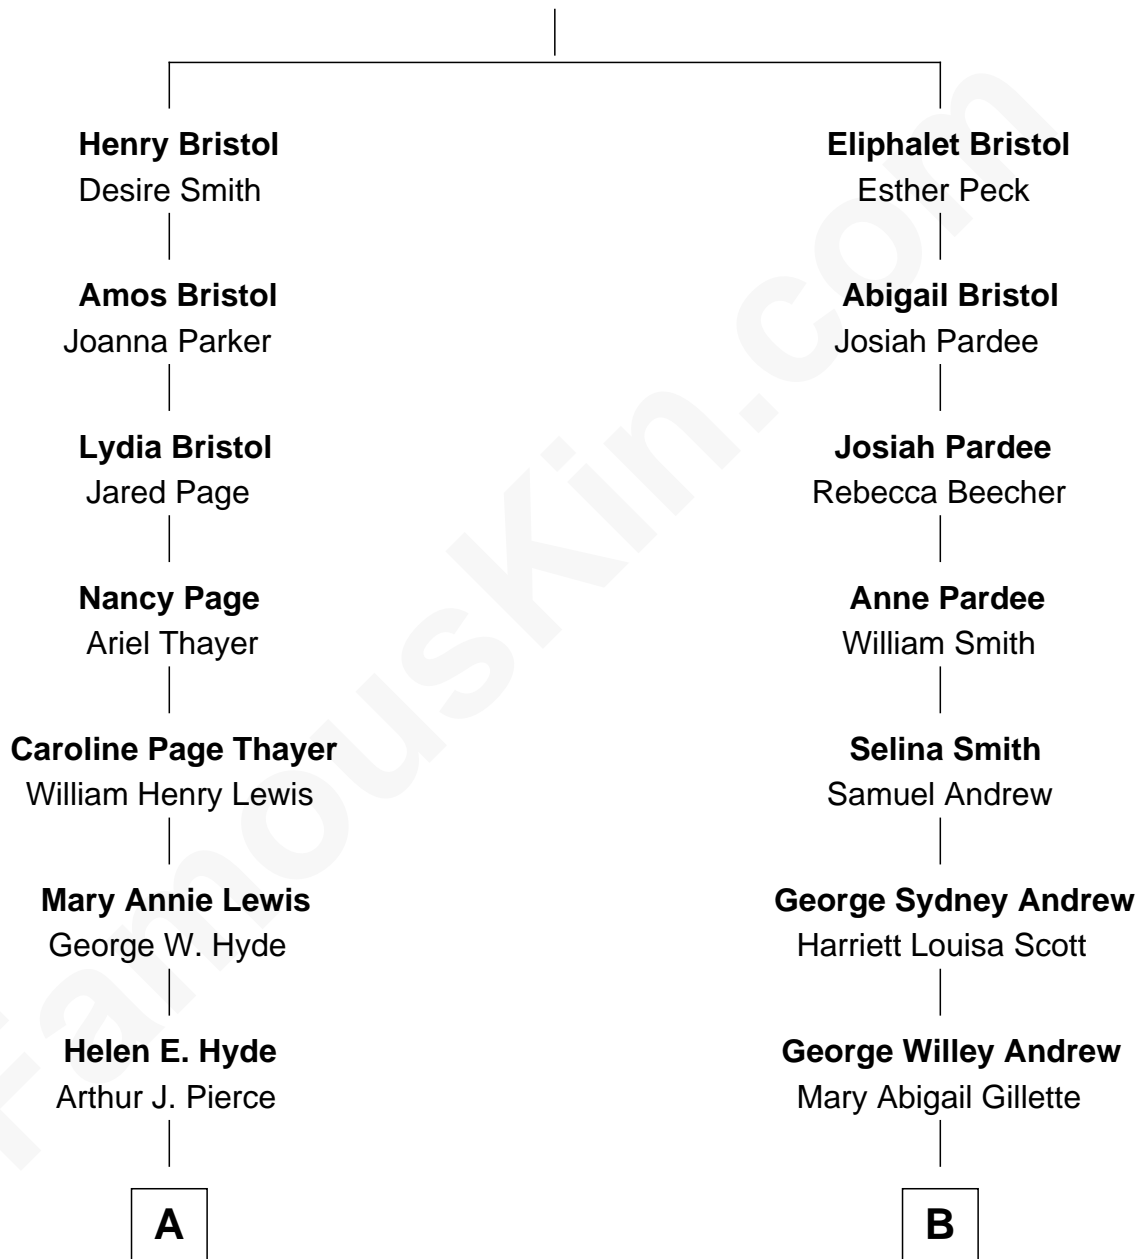 Henry Bristol
Desire Smith
Eliphalet Bristol
Esther Peck
Amos Bristol
Joanna Parker
Abigail Bristol
Josiah Pardee
Lydia Bristol
Jared Page
Josiah Pardee
Rebecca Beecher
Nancy Page
Ariel Thayer
Anne Pardee
William Smith
Caroline Page Thayer
William Henry Lewis
Selina Smith
Samuel Andrew
Mary Annie Lewis
George W. Hyde
George Sydney Andrew
Harriett Louisa Scott
Helen E. Hyde
Arthur J. Pierce
George Willey Andrew
Mary Abigail Gillette
A
B
FamousKin.com